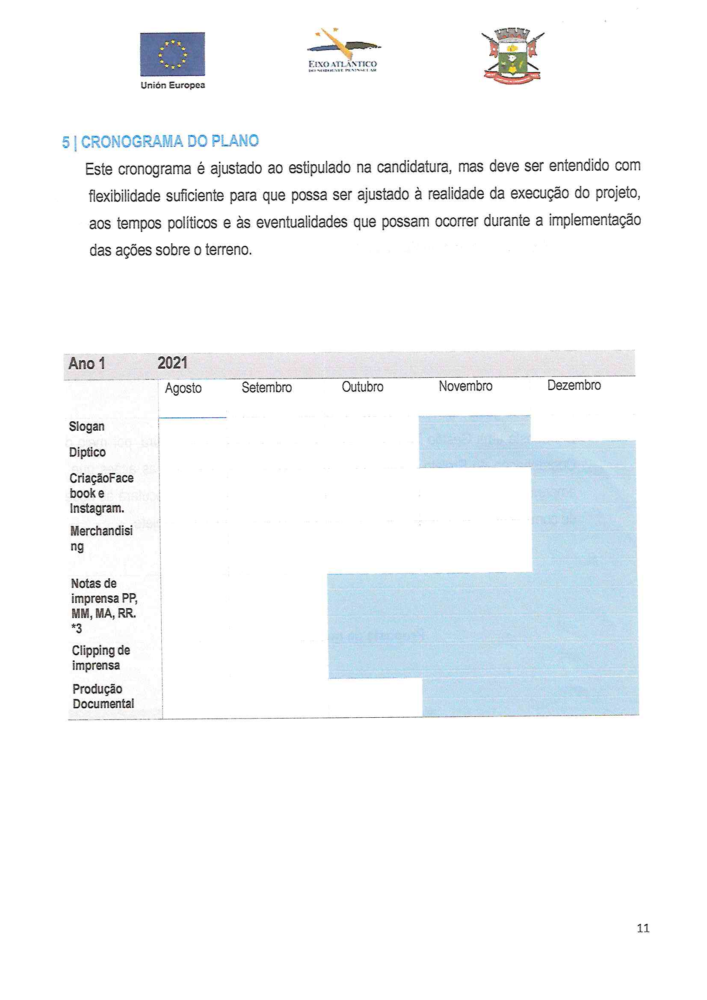 Unión Europea
EIXO ATLÁNTICO
DO NOROESTE PENINSULAR
5 | CRONOGRAMA DO PLANO
Este cronograma é ajustado ao estipulado na candidatura, mas deve ser entendido com
flexibilidade suficiente para que possa ser ajustado à realidade da execução do projeto,
aos tempos políticos e às eventualidades que possam ocorrer durante a implementação
das ações sobre o terreno.
Ano 1 2021
Agosto Setembro Outubro Novembro Dezembro
Slogan
Diptico
CriaçãoFace
book e
Instagram.
Merchandisi
ng
Notas de
imprensa PP,
MM, MA, RR.
*3
Clipping de
imprensa
Produção
Documental
11